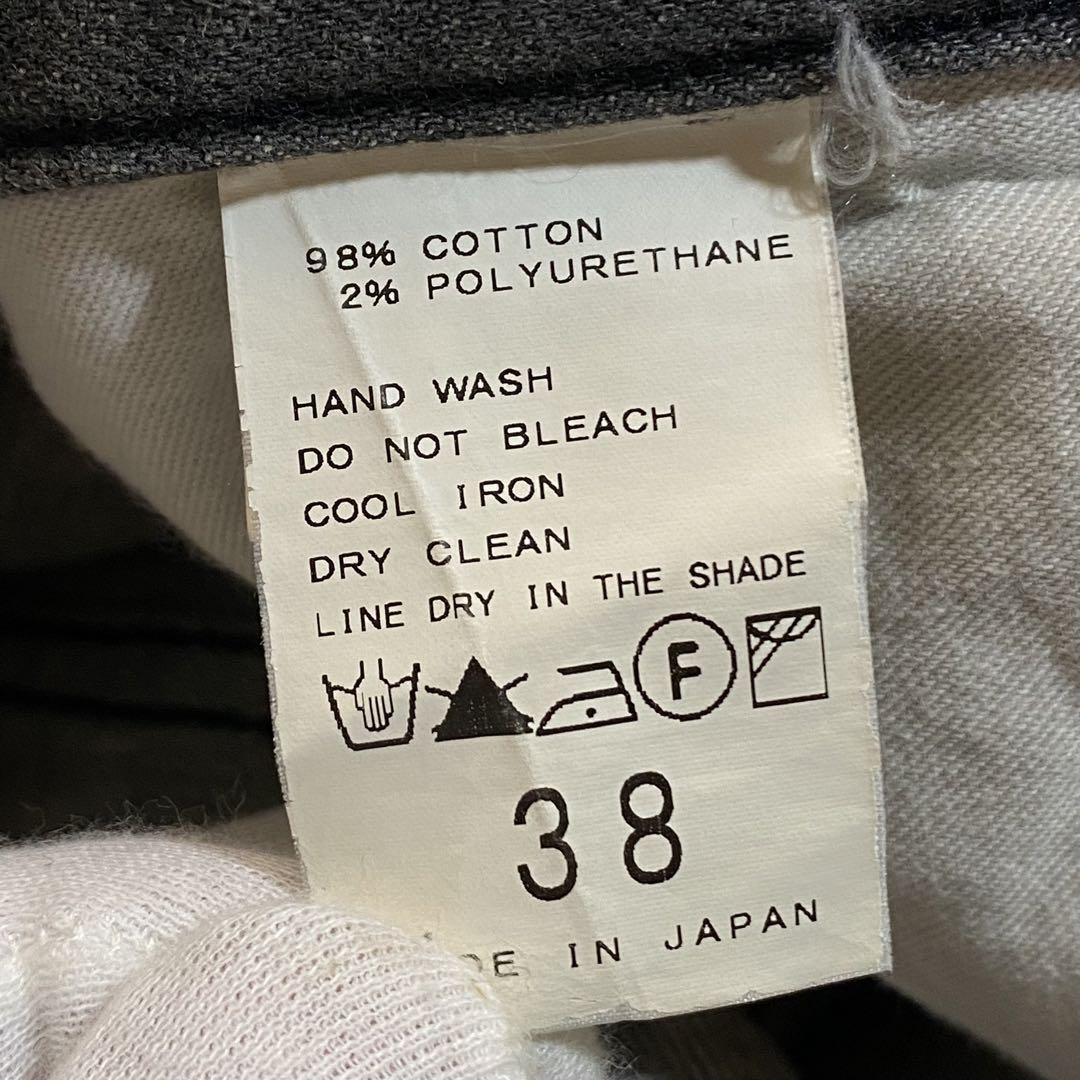 98% COTTON
2% POLYURETHANE
HAND WASH
DO NOT BLEACH
COOL IRON
DRY CLEAN
LINE DRY IN THE SHADE
F
38
IN JAPAN